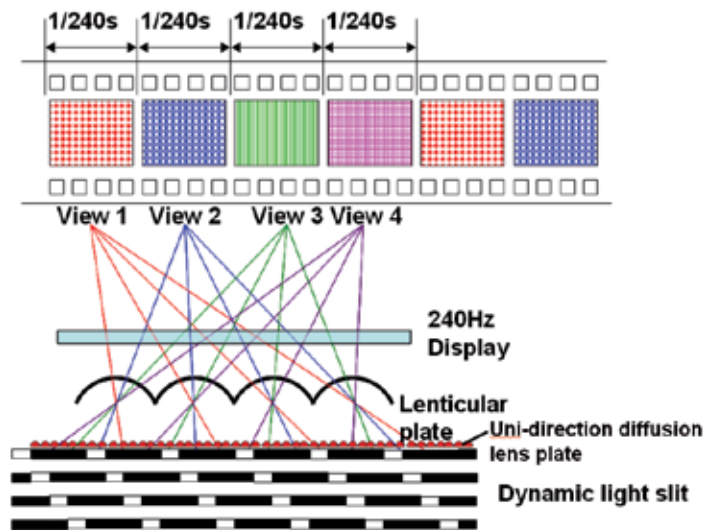 1/240s 1/240s 1/240s 1/240s
View 1 View 2 View 3 View 4
240Hz
Display
Lenticular
plate
Uni-direction diffusion
lens plate
Dynamic light slit